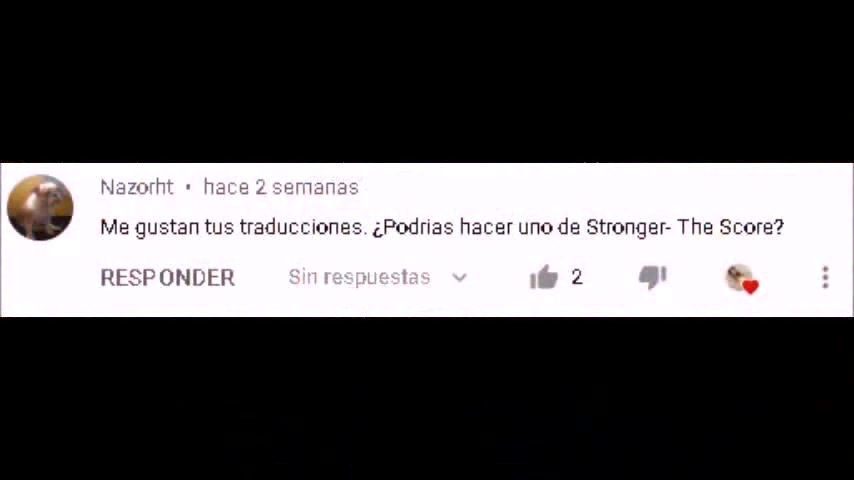 Nazorht • hace 2 semanas
Me gustan tus traducciones. ¿Podrias hacer uno de Stronger- The Score?
RESPONDER Sin respuestas 2